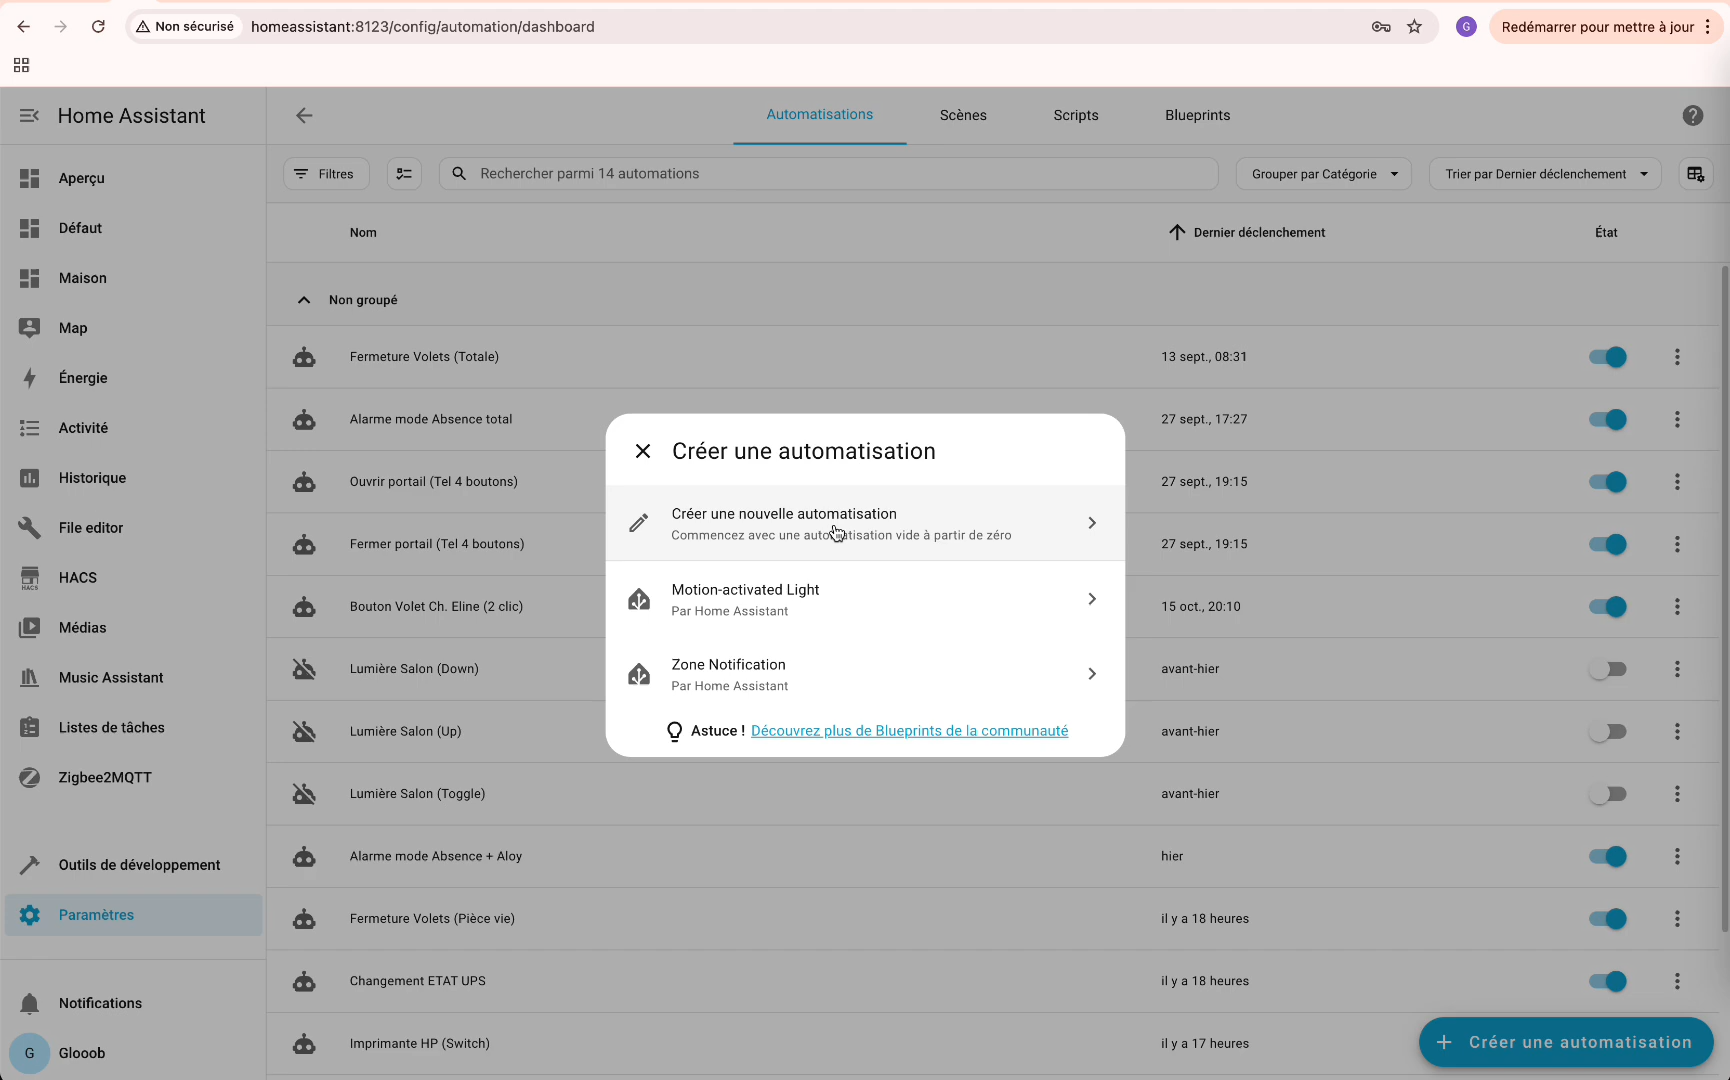 Non sécurisé
homeassistant:8123/config/automation/dashboard
G
Redémarrer pour mettre à jour
Home Assistant
Automatisations
Scènes
Scripts
Blueprints
Aperçu
Défaut
Maison
Map
Énergie
Activité
Historique
File editor
HACS
HACS
Médias
Music Assistant
Listes de tâches
Zigbee2MQTT
Outils de développement
Paramètres
Notifications
G
Glooob
Filtres
Rechercher parmi 14 automations
Grouper par Catégorie
Trier par Dernier déclenchement
Nom
Dernier déclenchement
État
Non groupé
Fermeture Volets (Totale)
13 sept., 08:31
Alarme mode Absence total
27 sept., 17:27
Ouvrir portail (Tel 4 boutons)
27 sept., 19:15
Fermer portail (Tel 4 boutons)
27 sept., 19:15
Bouton Volet Ch. Eline (2 clic)
15 oct., 20:10
Lumière Salon (Down)
avant-hier
Lumière Salon (Up)
avant-hier
Lumière Salon (Toggle)
avant-hier
Alarme mode Absence + Aloy
hier
Fermeture Volets (Pièce vie)
il y a 18 heures
Changement ETAT UPS
il y a 18 heures
Imprimante HP (Switch)
il y a 17 heures
Créer une automatisation
Créer une automatisation
Créer une nouvelle automatisation
Commencez avec une automatisation vide à partir de zéro
Motion-activated Light
Par Home Assistant
Zone Notification
Par Home Assistant
Astuce ! Découvrez plus de Blueprints de la communauté